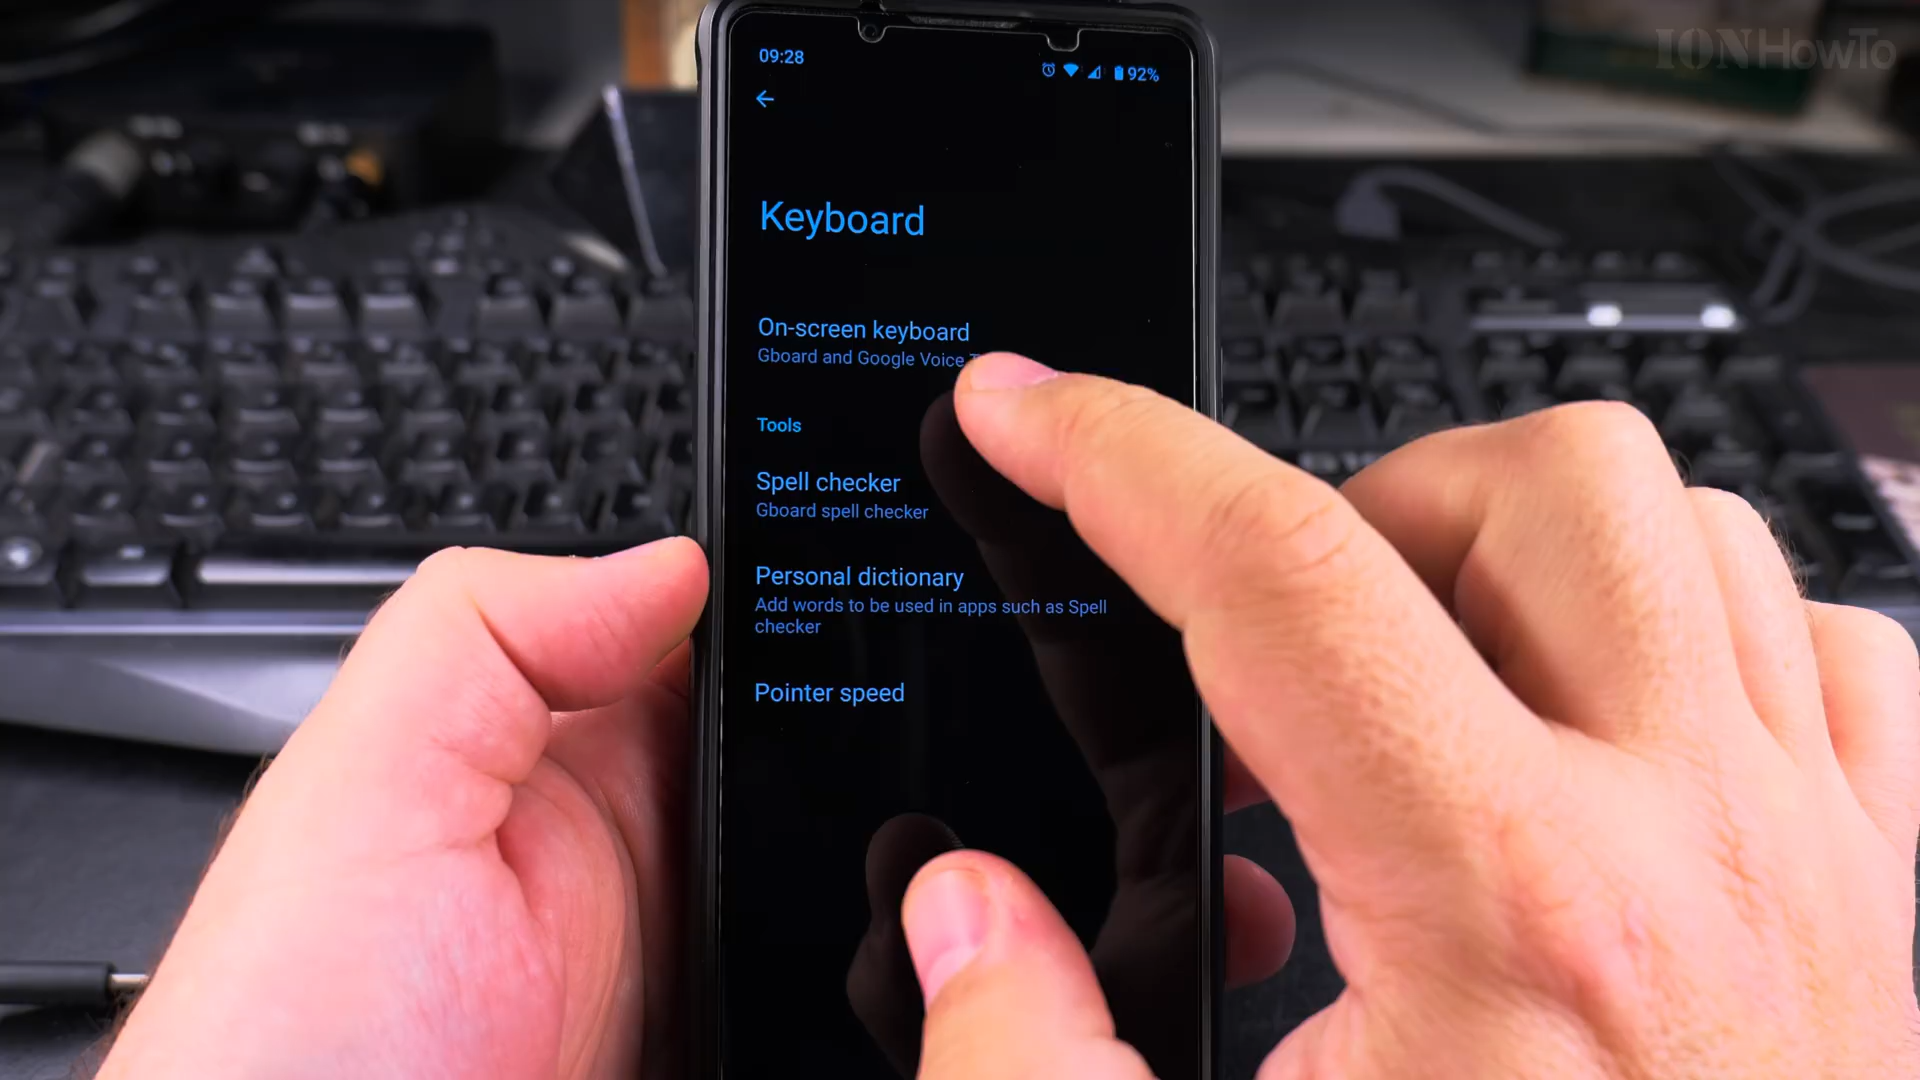 IONHowTo
09:28
92%
Keyboard
On-screen keyboard
Gboard and Google Voice
Tools
Spell checker
Gboard spell checker
Personal dictionary
Add words to be used in apps such as Spell
checker
Pointer speed